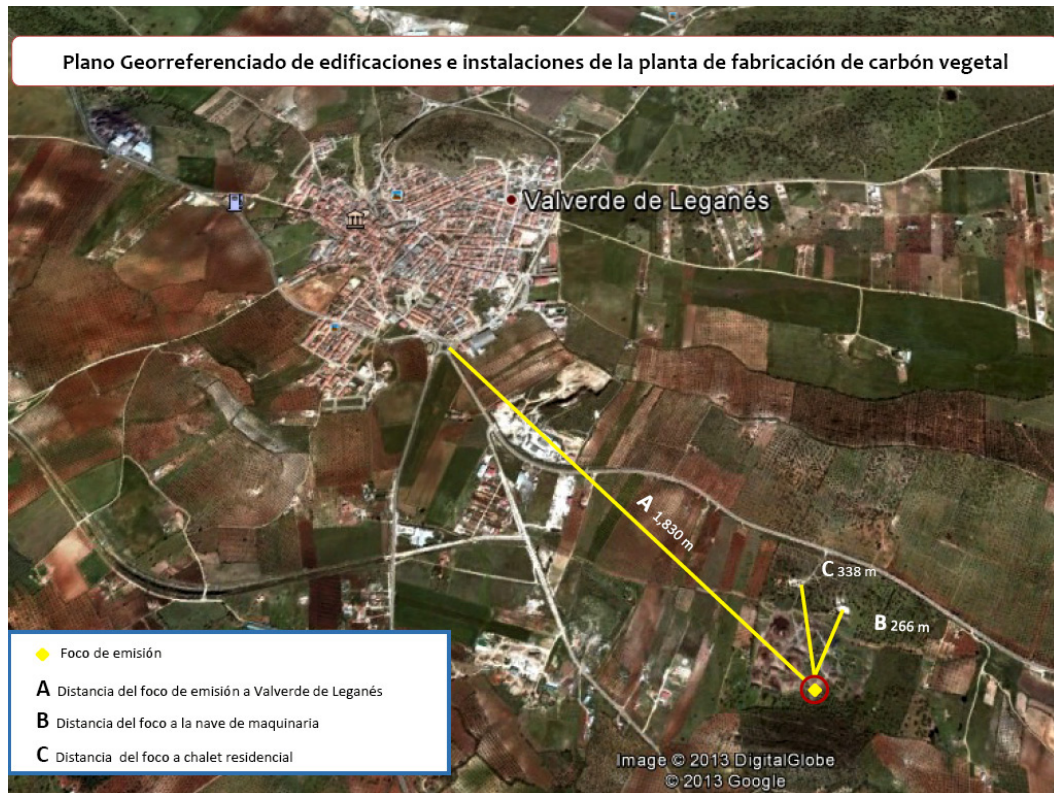 Plano Georreferenciado de edificaciones e instalaciones de la planta de fabricación de carbón vegetal
Valverde de Leganés
A 1,830 m
C 338 m
B 266 m
Foco de emisión
A Distancia del foco de emisión a Valverde de Leganés
B Distancia del foco a la nave de maquinaria
C Distancia del foco a chalet residencial
Image © 2013 DigitalGlobe
© 2013 Google